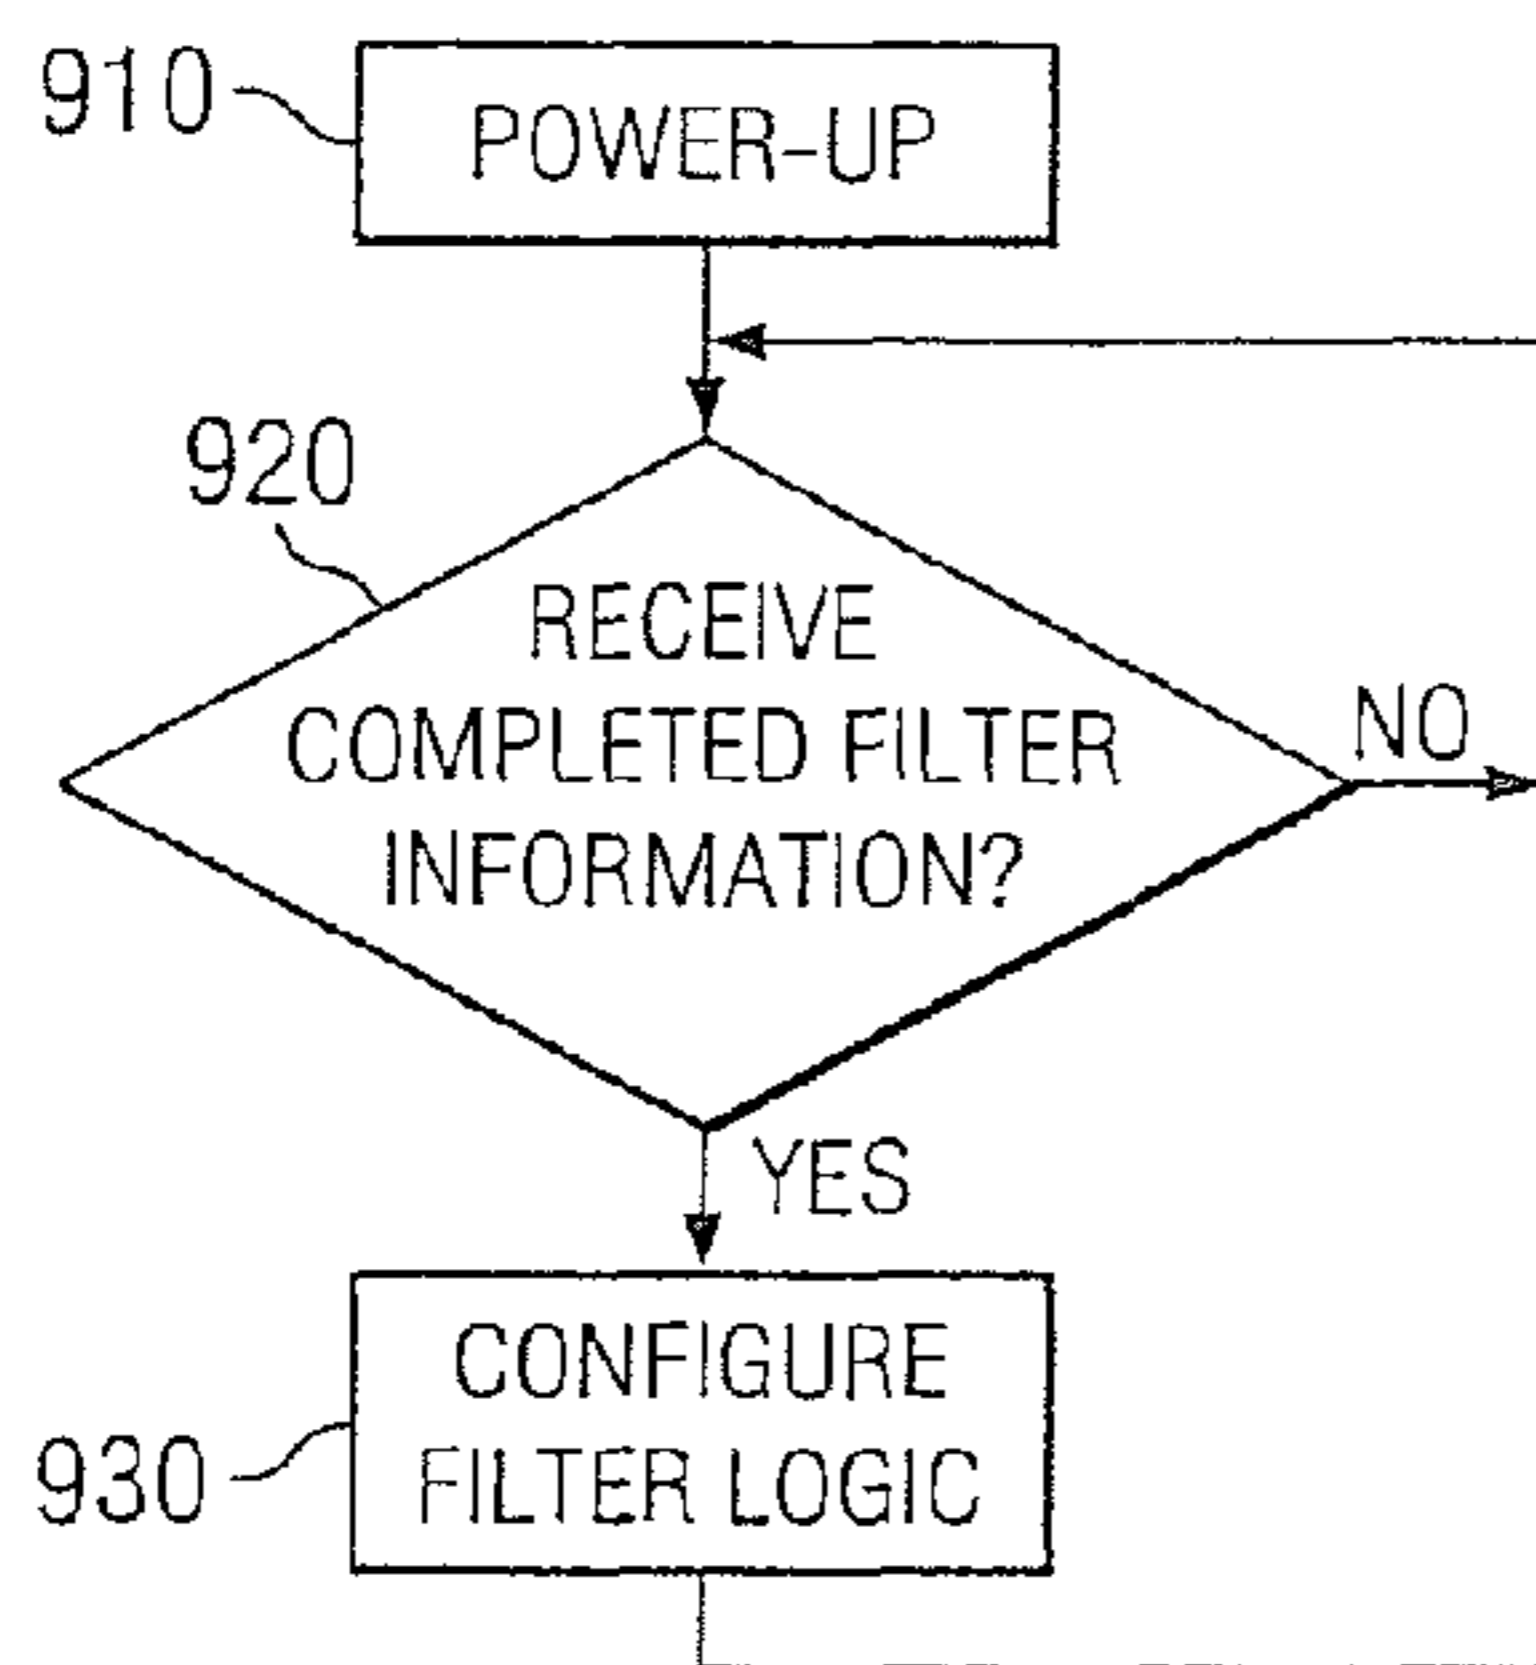 910
POWER-UP
920
RECEIVE
COMPLETED FILTER
INFORMATION?
NO
YES
CONFIGURE
FILTER LOGIC
930